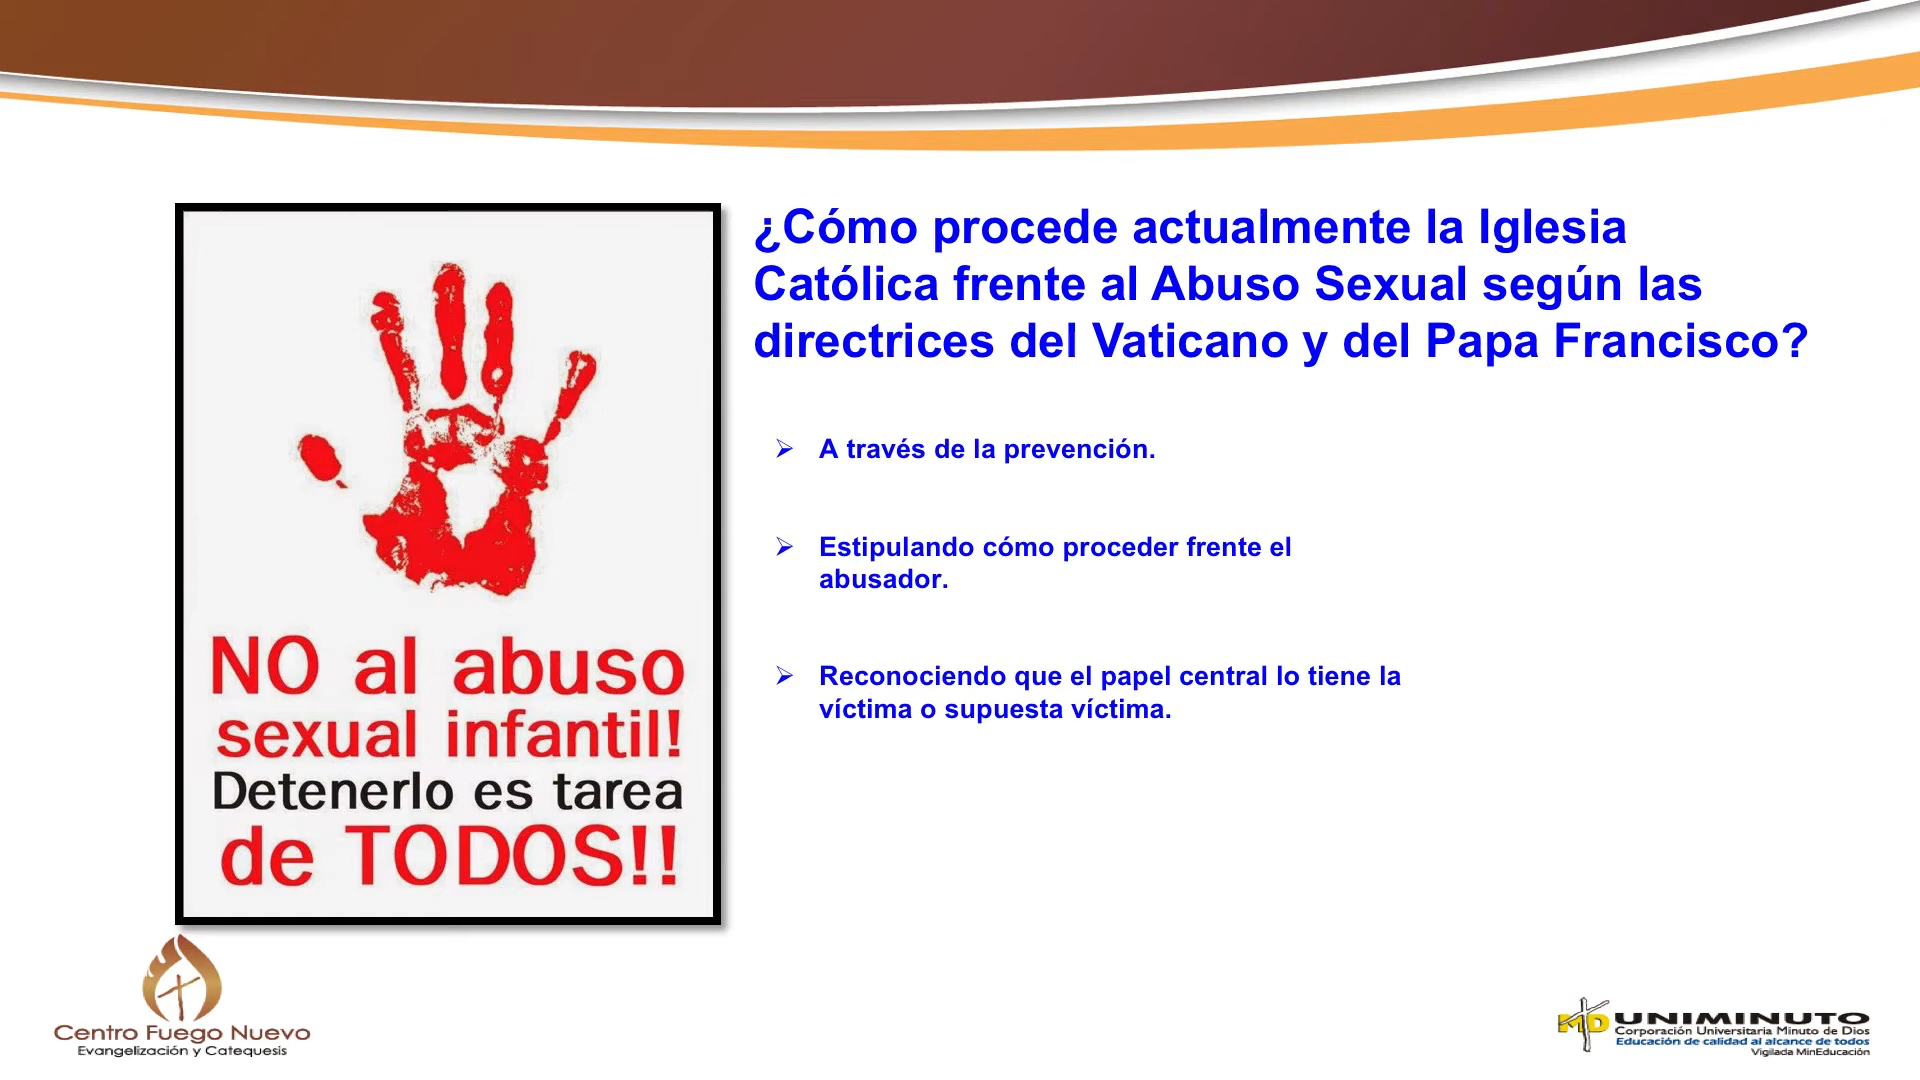 ¿Cómo procede actualmente la Iglesia
Católica frente al Abuso Sexual según las
directrices del Vaticano y del Papa Francisco?
➢ A través de la prevención.
➢ Estipulando cómo proceder frente el
abusador.
➢ Reconociendo que el papel central lo tiene la
víctima o supuesta víctima.
NO al abuso
sexual infantil!
Detenerlo es tarea
de TODOS!!
Centro Fuego Nuevo
Evangelización y Catequesis
MD UNIMINUTO
Corporación Universitaria Minuto de Dios
Educación de calidad al alcance de todos
Vigilada MinEducación